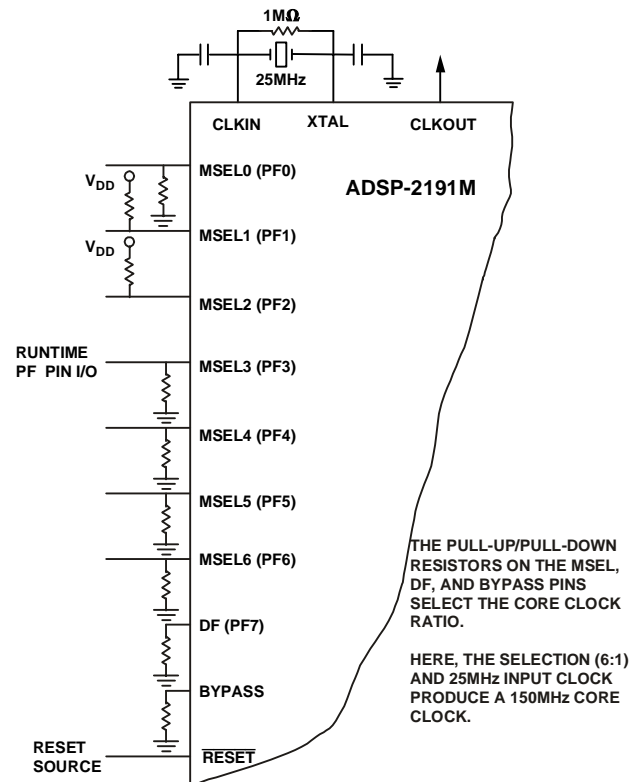 1MΩ
25MHz
CLKIN XTAL CLKOUT
MSEL0 (PF0)
ADSP-2191M
VDD
MSEL1 (PF1)
VDD
MSEL2 (PF2)
RUNTIME
PF PIN I/O
MSEL3 (PF3)
MSEL4 (PF4)
MSEL5 (PF5)
MSEL6 (PF6)
THE PULL-UP/PULL-DOWN
RESISTORS ON THE MSEL,
DF, AND BYPASS PINS
SELECT THE CORE CLOCK
RATIO.
DF (PF7)
HERE, THE SELECTION (6:1)
AND 25MHz INPUT CLOCK
PRODUCE A 150MHz CORE
CLOCK.
BYPASS
RESET
SOURCE
RESET